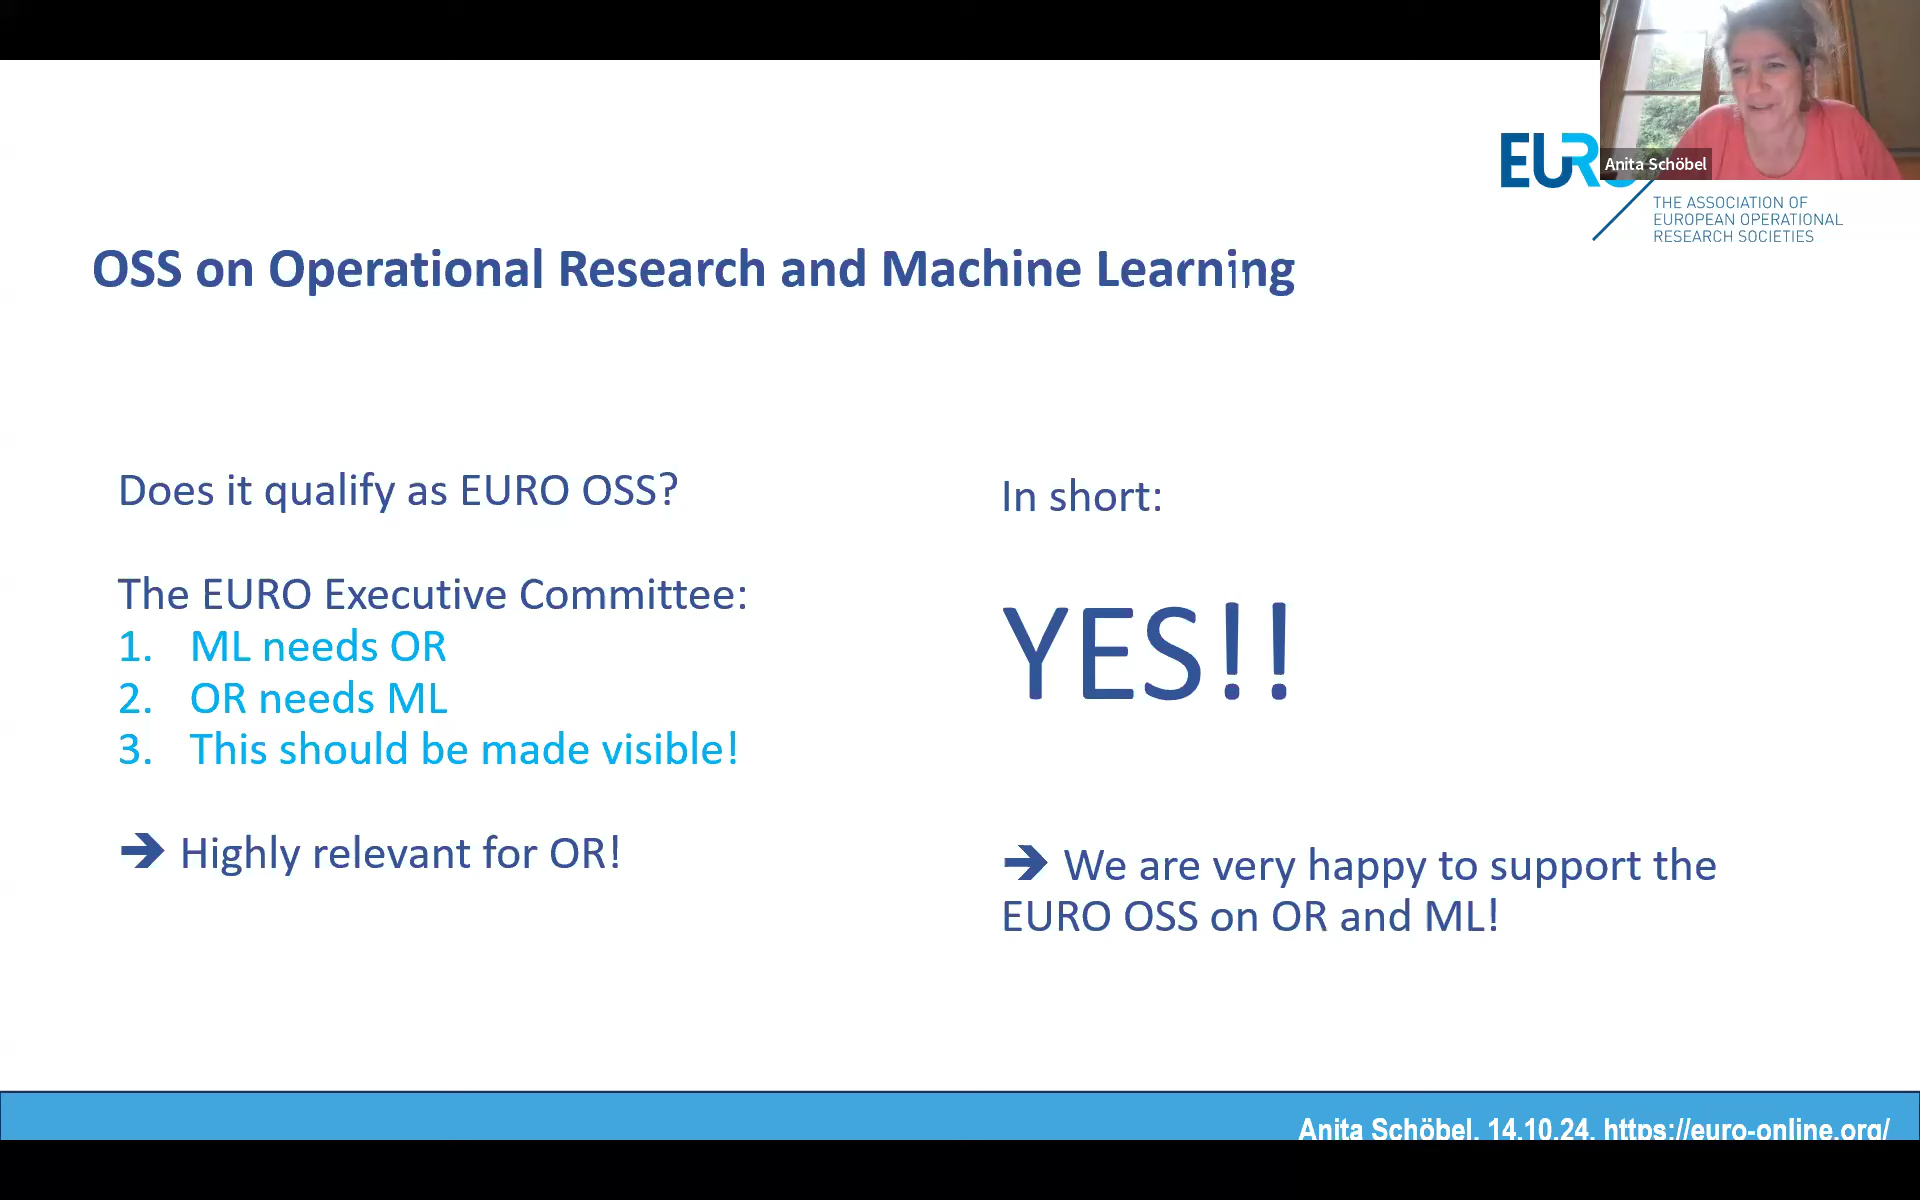 Anita Schöbel
EURO
THE ASSOCIATION OF
EUROPEAN OPERATIONAL
RESEARCH SOCIETIES
OSS on Operational Research and Machine Learning
Does it qualify as EURO OSS?
The EURO Executive Committee:
1. ML needs OR
2. OR needs ML
3. This should be made visible!
➔ Highly relevant for OR!
In short:
YES!!
➔ We are very happy to support the
EURO OSS on OR and ML!
Anita Schöbel, 14.10.24, https://euro-online.org/